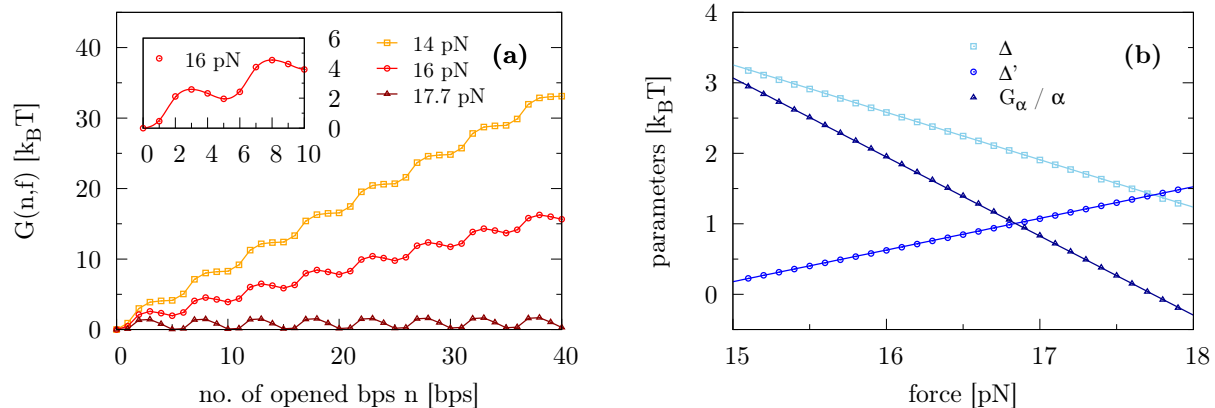 40
30
20
10
0
G(n,f) [k_BT]
0 10 20 30 40
no. of opened bps n [bps]
16 pN
6
4
2
0
0 2 4 6 8 10
14 pN
16 pN
17.7 pN
(a)
4
3
2
1
0
parameters [k_BT]
15 16 17 18
force [pN]
Δ
Δ'
G_α / α
(b)